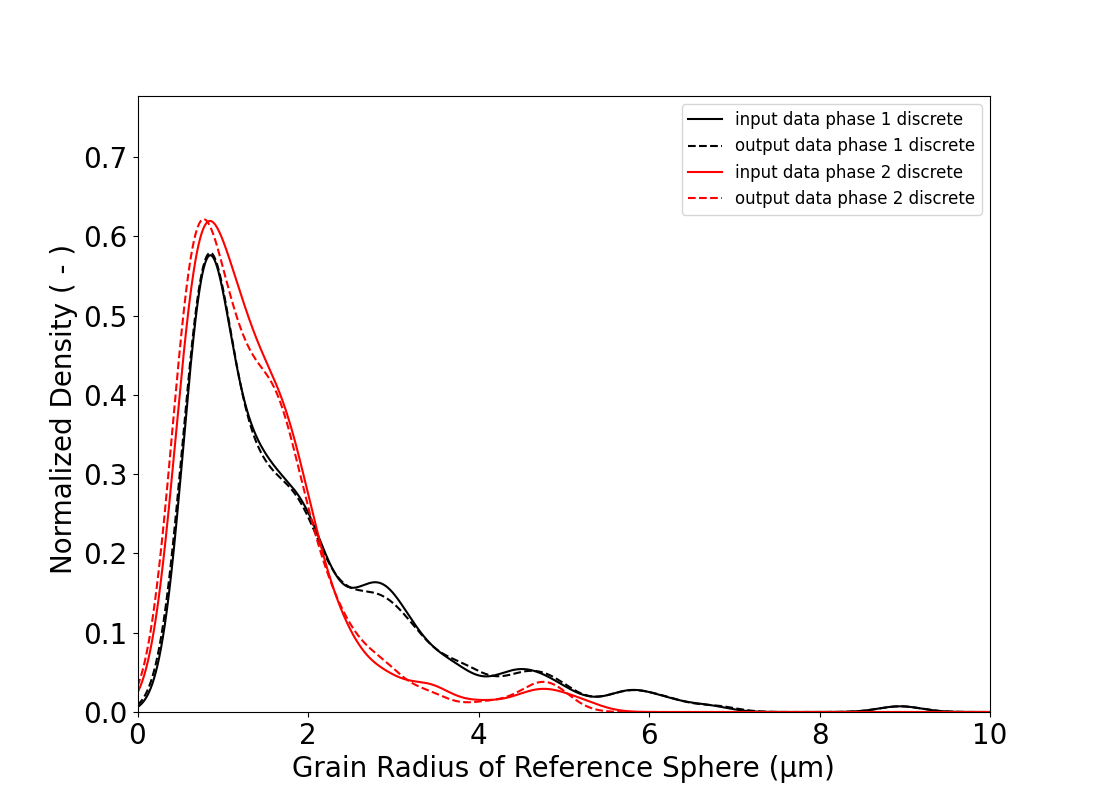 input data phase 1 discrete
output data phase 1 discrete
input data phase 2 discrete
output data phase 2 discrete
Normalized Density ( - )
0.7
0.6
0.5
0.4
0.3
0.2
0.1
0.0
0 2 4 6 8 10
Grain Radius of Reference Sphere (μm)